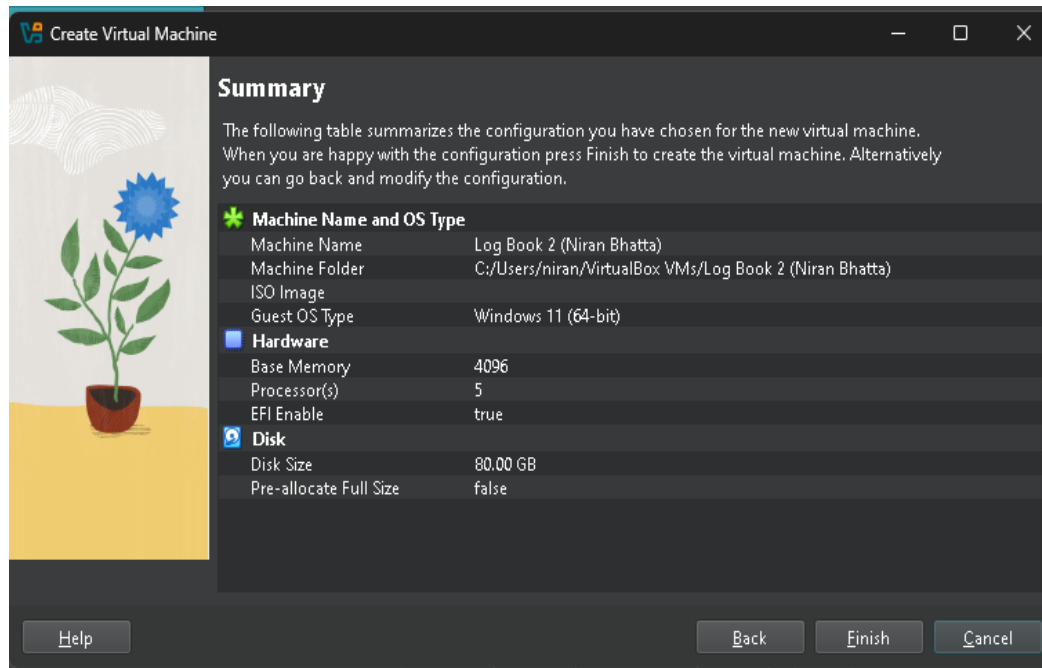 Create Virtual Machine
Summary
The following table summarizes the configuration you have chosen for the new virtual machine.
When you are happy with the configuration press Finish to create the virtual machine. Alternatively
you can go back and modify the configuration.
Machine Name and OS Type
Machine Name Log Book 2 (Niran Bhatta)
Machine Folder C:/Users/niran/VirtualBox VMs/Log Book 2 (Niran Bhatta)
ISO Image
Guest OS Type Windows 11 (64-bit)
Hardware
Base Memory 4096
Processor(s) 5
EFI Enable true
Disk
Disk Size 80.00 GB
Pre-allocate Full Size false
Help Back Finish Cancel